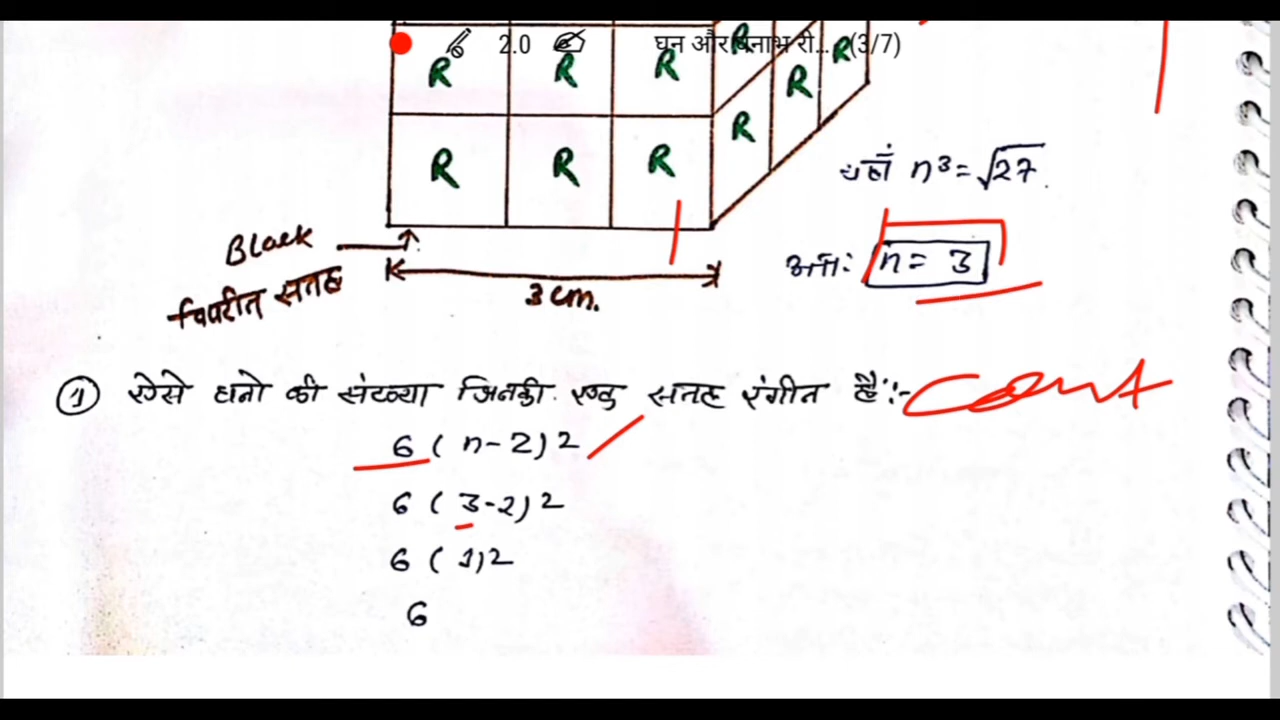 2.0 घन और घनाभ री... (3/7)
R R R R R R
R R R R
यहाँ n³ = √27.
अतः n = 3
Black
विपरीत सतह
3 cm.
① ऐसे घनो की संख्या जिनकी एक सतह रंगीन है:-
6 ( n-2)2
6 ( 3-2)2
6 ( 1)2
6